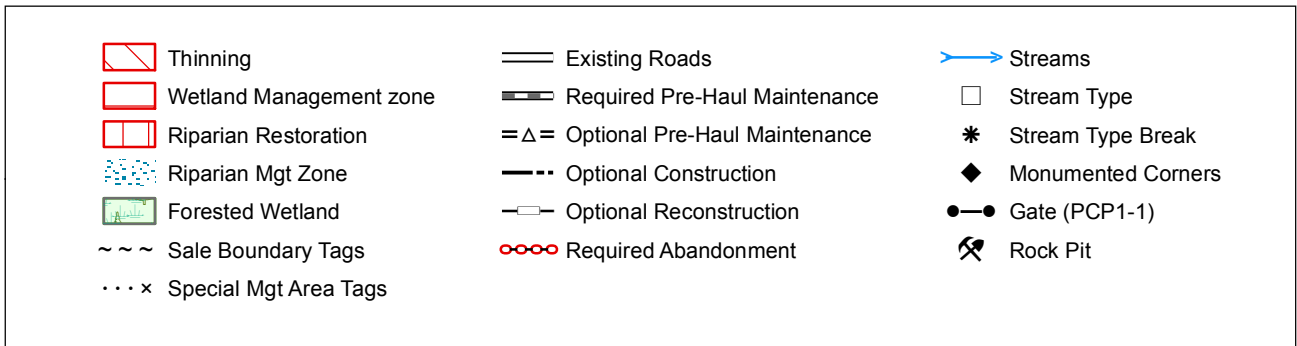 Thinning
Wetland Management zone
Riparian Restoration
Riparian Mgt Zone
Forested Wetland
Sale Boundary Tags
Special Mgt Area Tags
Existing Roads
Required Pre-Haul Maintenance
Optional Pre-Haul Maintenance
Optional Construction
Optional Reconstruction
Required Abandonment
Streams
Stream Type
Stream Type Break
Monumented Corners
Gate (PCP1-1)
Rock Pit